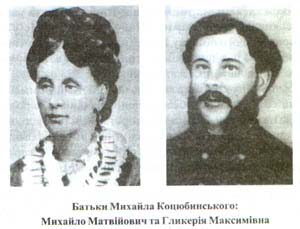 Батьки Михайла Коцюбинського:
Михайло Матвійович та Гликерія Максимівна